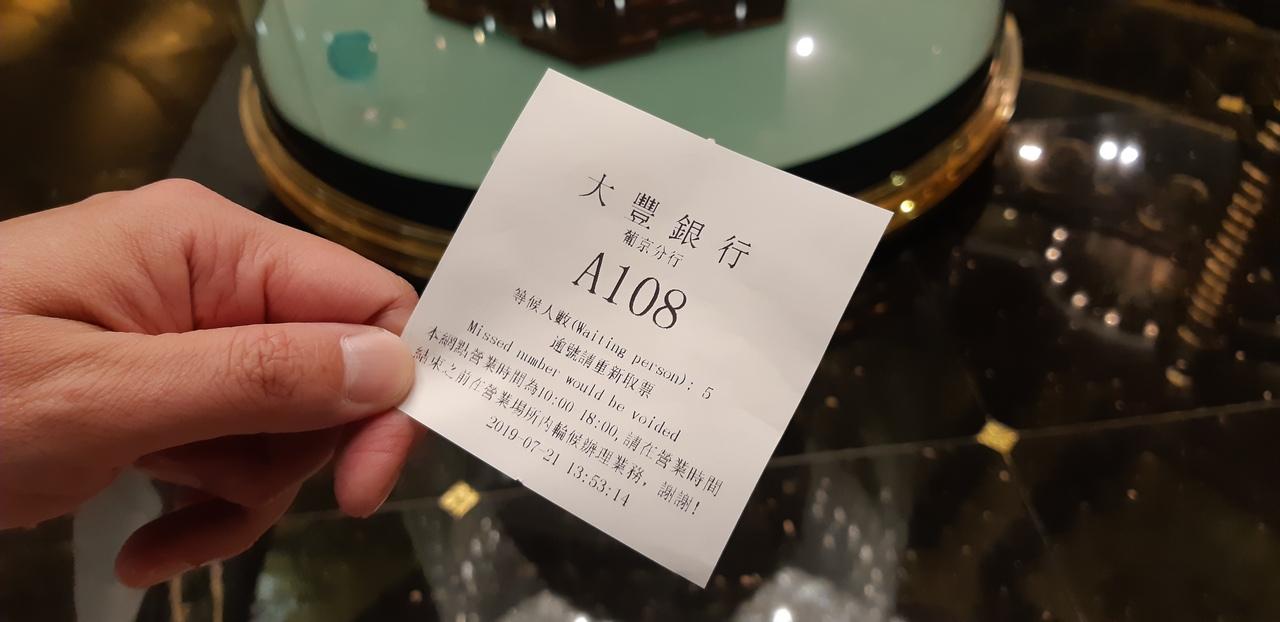 大豐銀行
葡京分行
A108
等候人數(Waiting person): 5
逾號請重新取票
Missed number would be voided
本網點營業時間為10:00 18:00,請在營業時間
結束之前在營業場所內輪候辦理業務，謝謝!
2019-07-21 13:53:14